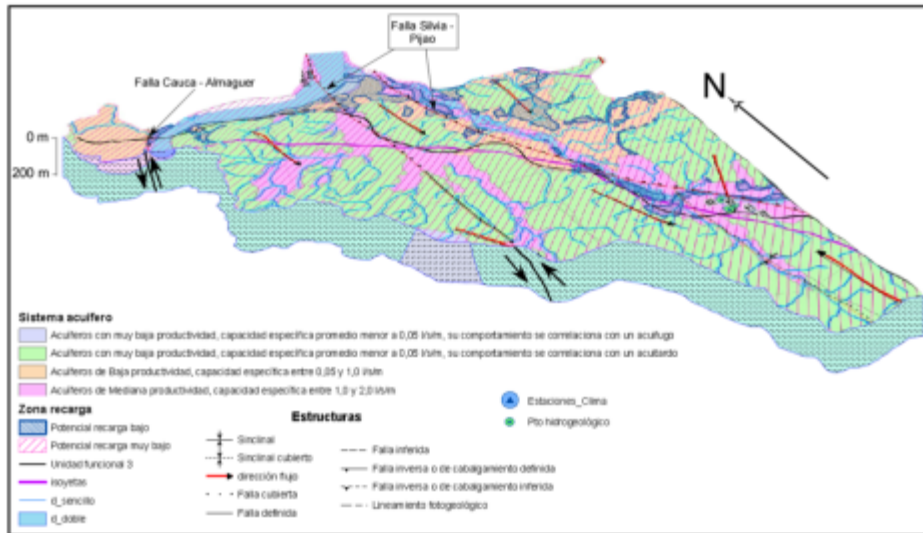 Falla Silvia -
Pijao
Falla Cauca - Almaguer
N
0 m
200 m
Sistema acuífero
Acuíferos con muy baja productividad, capacidad específica promedio menor a 0,05 l/s/m, su comportamiento se correlaciona con un acuifugo
Acuíferos con muy baja productividad, capacidad específica promedio menor a 0,05 l/s/m, su comportamiento se correlaciona con un acuitardo
Acuíferos de Baja productividad, capacidad específica entre 0,05 y 1,0 l/s/m
Acuíferos de Mediana productividad, capacidad específica entre 1,0 y 2,0 l/s/m
Zona recarga
Potencial recarga bajo
Potencial recarga muy bajo
Unidad funcional 3
isoyetas
d_sencillo
d_doble
Estructuras
Sinclinal
Sinclinal cubierto
dirección flujo
Falla cubierta
Falla definida
Falla inferida
Falla inversa o de cabalgamiento definida
Falla inversa o de cabalgamiento inferida
Lineamiento fotogeológico
Estaciones_Clima
Pto hidrogeológico